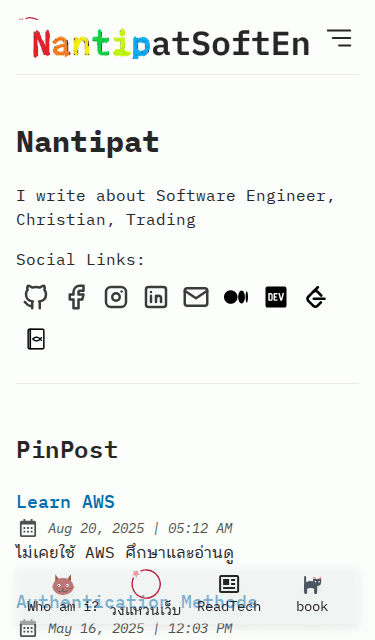 NantipatSoftEn
Nantipat
I write about Software Engineer,
Christian, Trading
Social Links:
DEV
PinPost
Learn AWS
Aug 20, 2025 | 05:12 AM
ไม่เคยใช้ AWS ศึกษาและอ่านดู
Authentication Methods
Who am i? วงแหวนเว็บ ReadTech book
May 16, 2025 | 12:03 PM